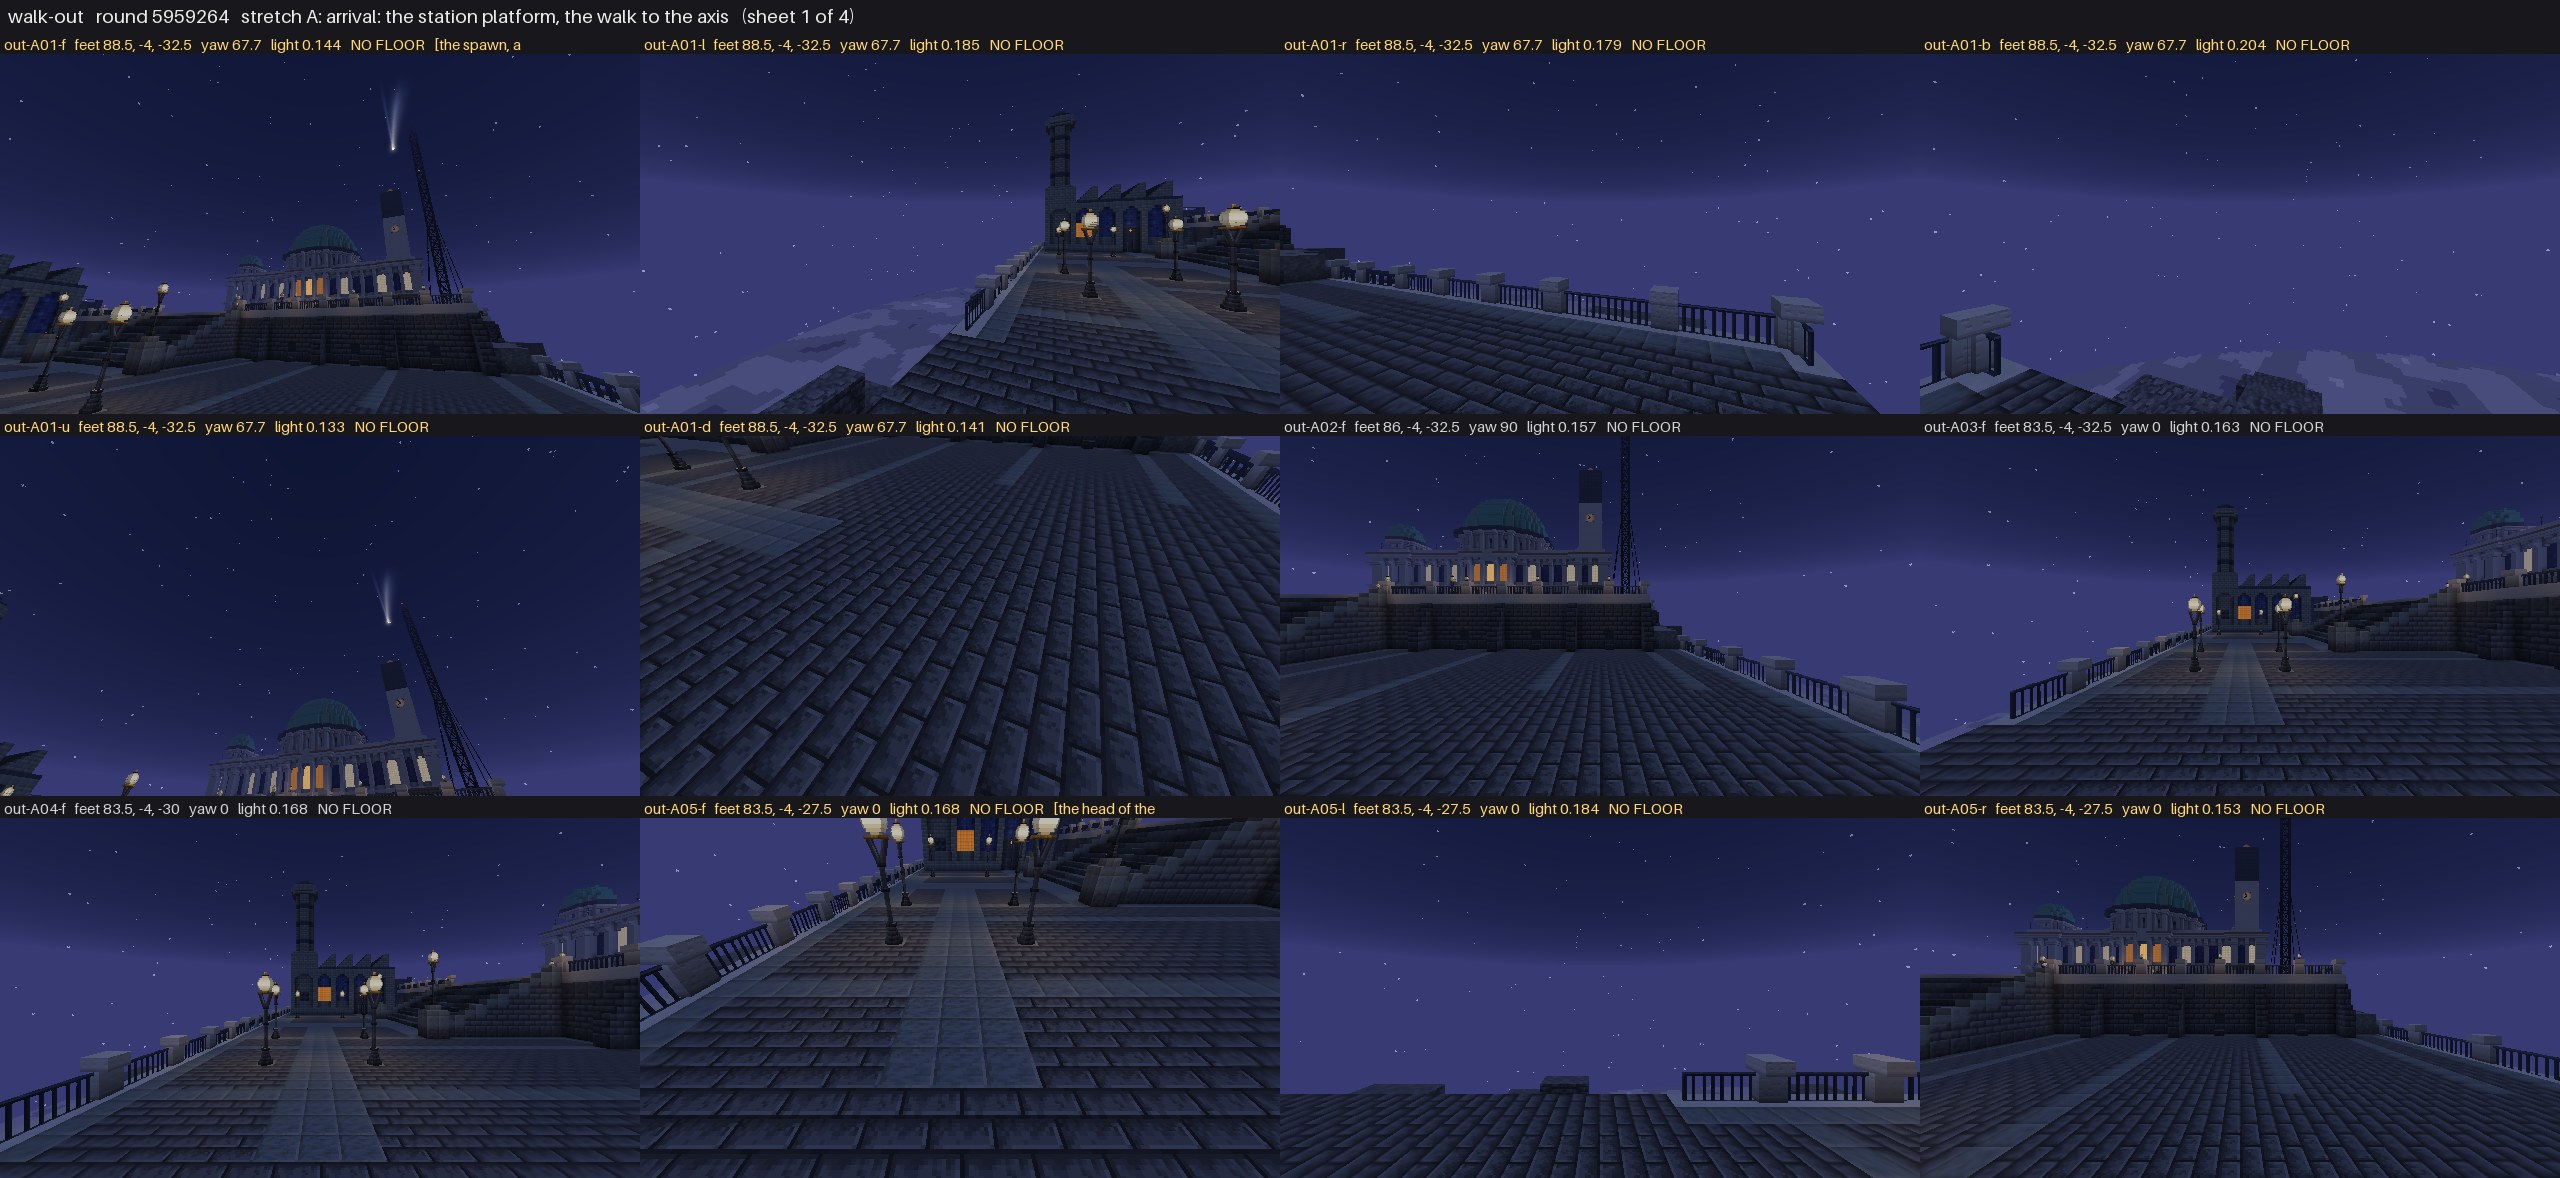 walk-out round 5959264 stretch A: arrival: the station platform, the walk to the axis (sheet 1 of 4)
out-A01-f feet 88.5, -4, -32.5 yaw 67.7 light 0.144 NO FLOOR [the spawn, a
out-A01-l feet 88.5, -4, -32.5 yaw 67.7 light 0.185 NO FLOOR
out-A01-r feet 88.5, -4, -32.5 yaw 67.7 light 0.179 NO FLOOR
out-A01-b feet 88.5, -4, -32.5 yaw 67.7 light 0.204 NO FLOOR
out-A01-u feet 88.5, -4, -32.5 yaw 67.7 light 0.133 NO FLOOR
out-A01-d feet 88.5, -4, -32.5 yaw 67.7 light 0.141 NO FLOOR
out-A02-f feet 86, -4, -32.5 yaw 90 light 0.157 NO FLOOR
out-A03-f feet 83.5, -4, -32.5 yaw 0 light 0.163 NO FLOOR
out-A04-f feet 83.5, -4, -30 yaw 0 light 0.168 NO FLOOR
out-A05-f feet 83.5, -4, -27.5 yaw 0 light 0.168 NO FLOOR [the head of the
out-A05-l feet 83.5, -4, -27.5 yaw 0 light 0.184 NO FLOOR
out-A05-r feet 83.5, -4, -27.5 yaw 0 light 0.153 NO FLOOR